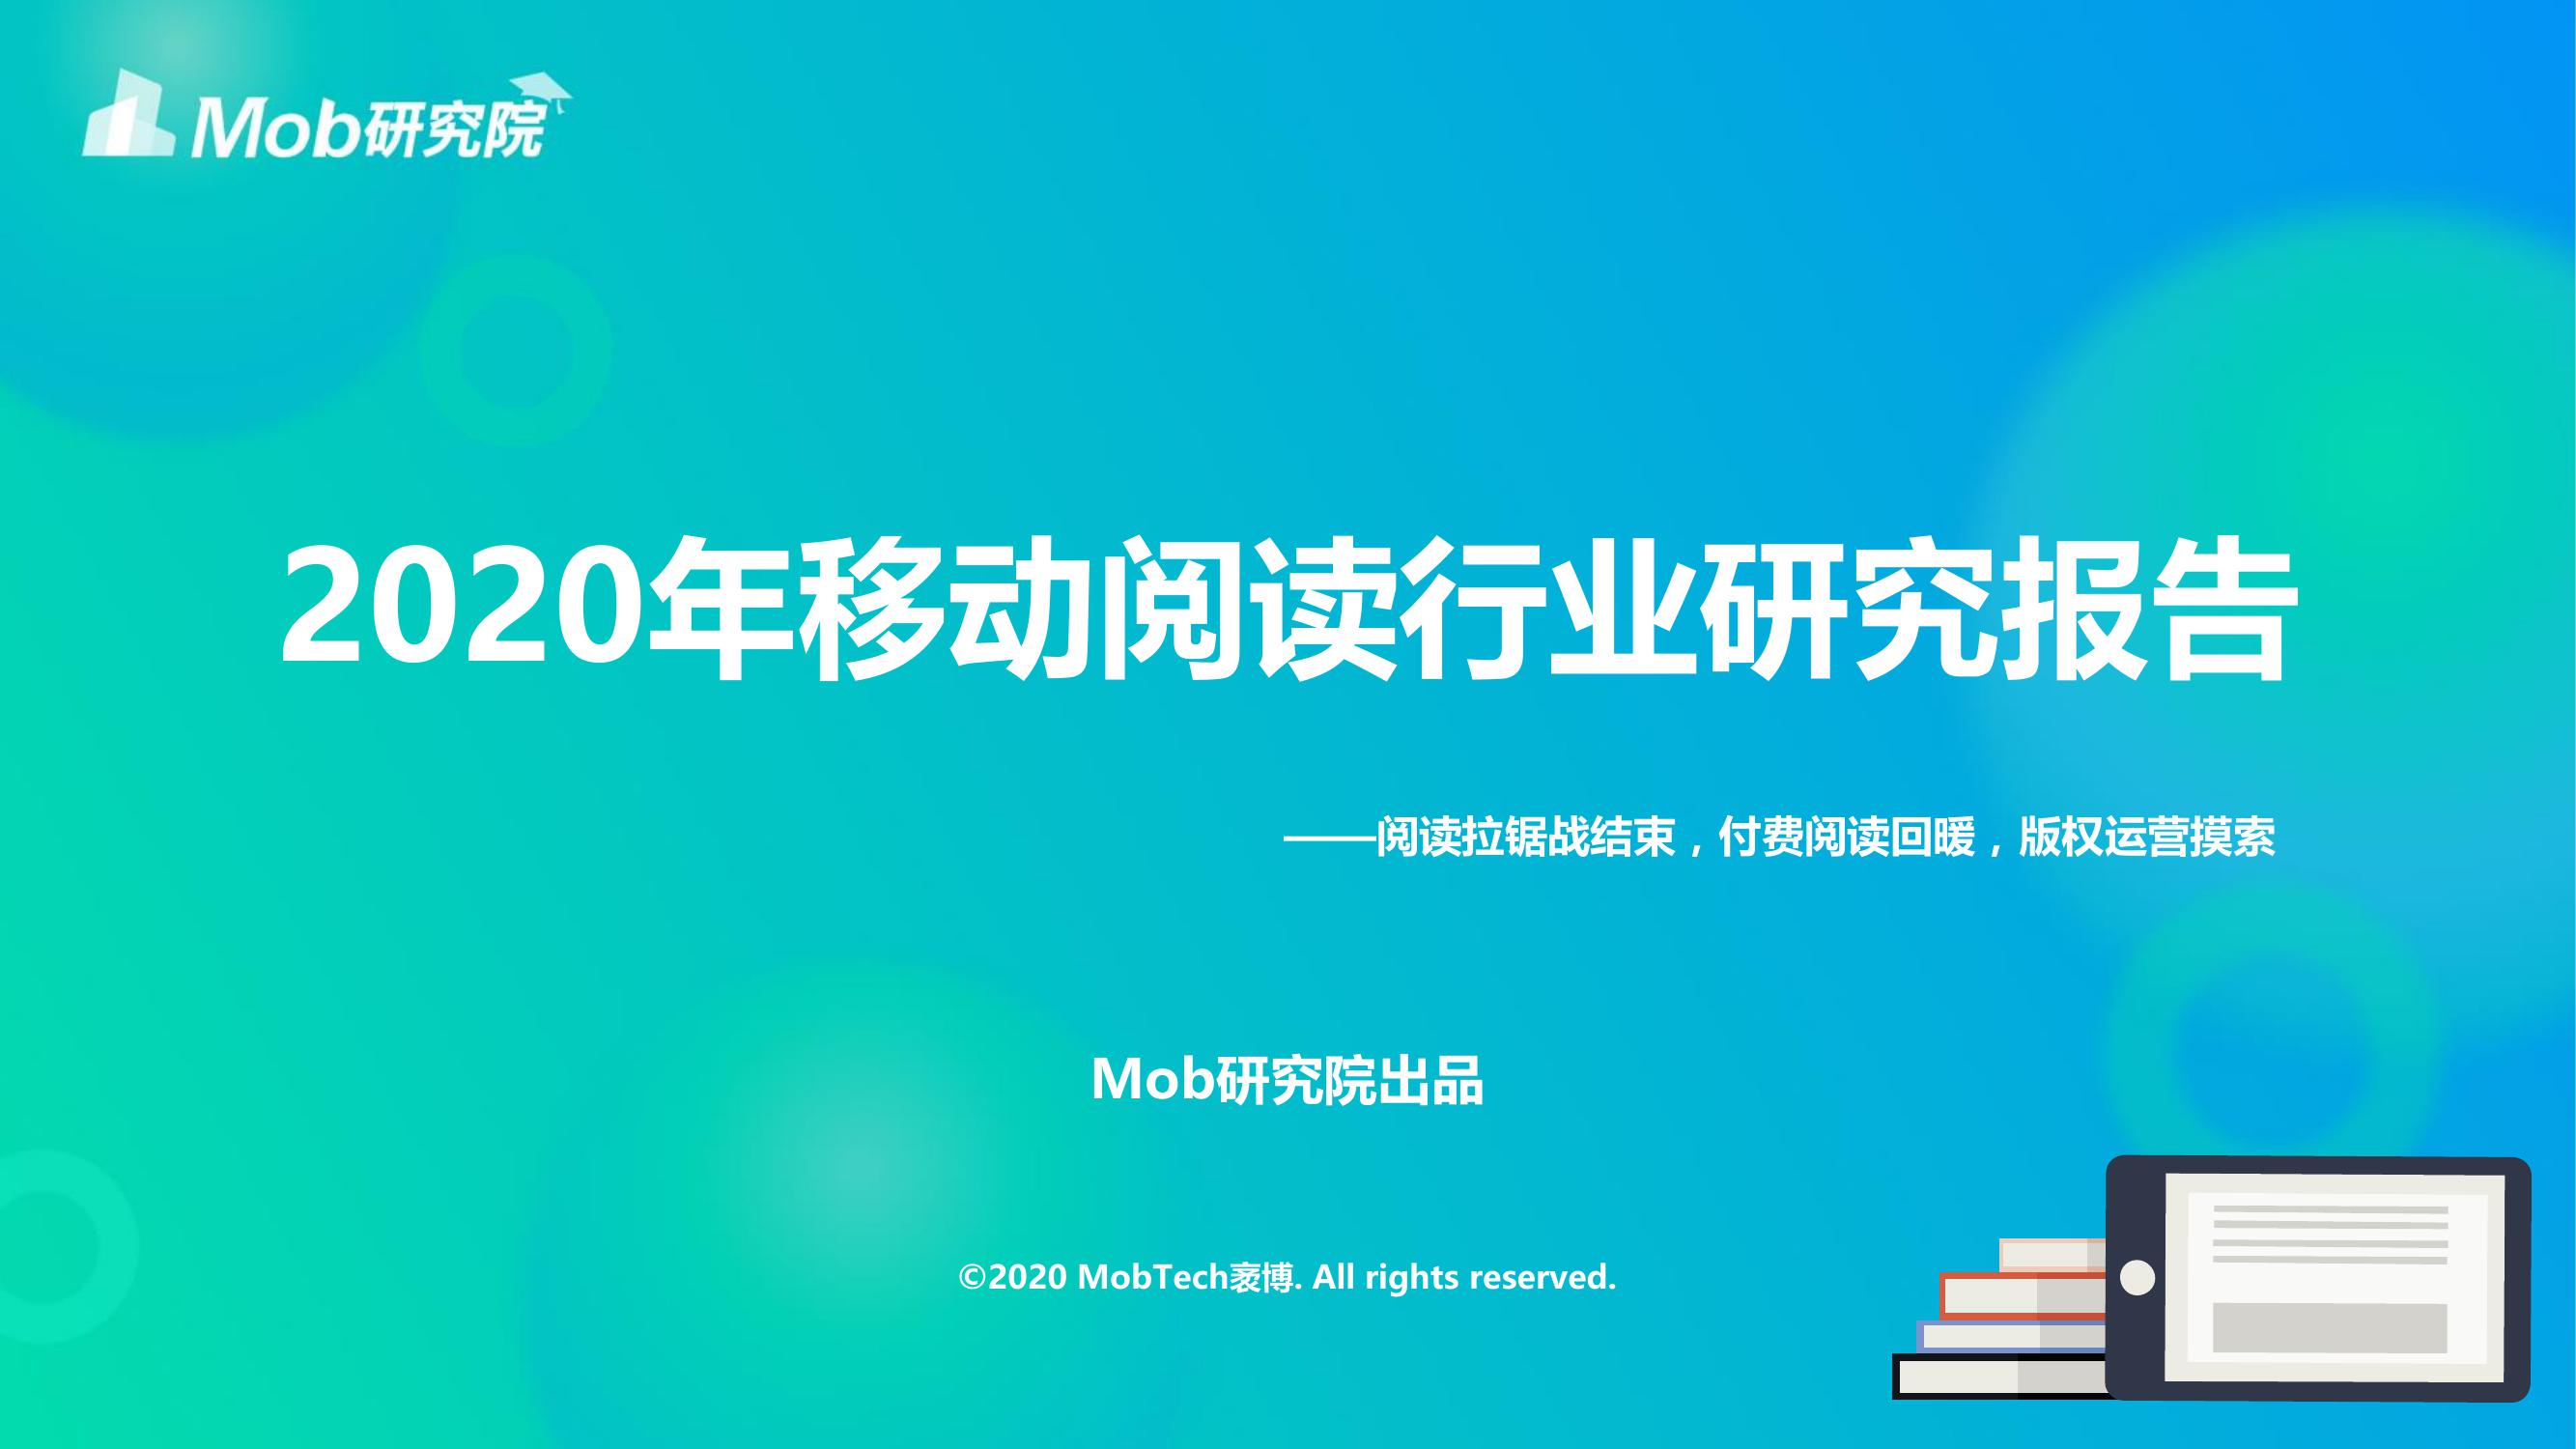 Mob研究院
2020年移动阅读行业研究报告
——阅读拉锯战结束，付费阅读回暖，版权运营摸索
Mob研究院出品
©2020 MobTech袤博. All rights reserved.